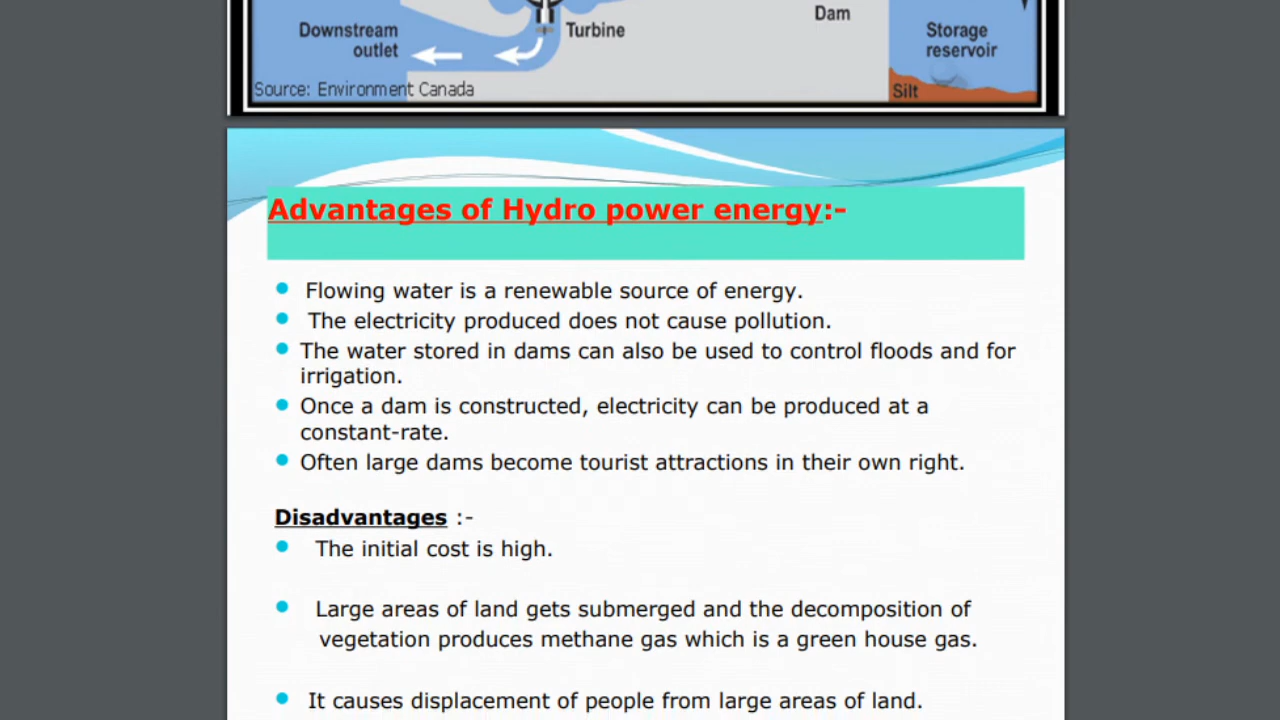 Downstream
outlet
Turbine
Dam
Storage
reservoir
Source: Environment Canada
Silt
Advantages of Hydro power energy:-
Flowing water is a renewable source of energy.
The electricity produced does not cause pollution.
The water stored in dams can also be used to control floods and for
irrigation.
Once a dam is constructed, electricity can be produced at a
constant-rate.
Often large dams become tourist attractions in their own right.
Disadvantages :-
The initial cost is high.
Large areas of land gets submerged and the decomposition of
vegetation produces methane gas which is a green house gas.
It causes displacement of people from large areas of land.